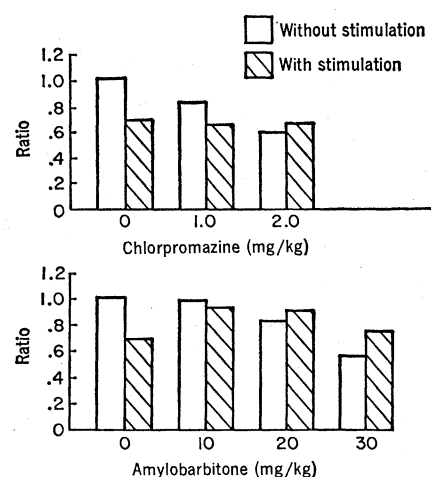 Without stimulation
With stimulation
1.2
1.0
.8
.6
.4
.2
0
Ratio
0 1.0 2.0
Chlorpromazine (mg/kg)
1.2
1.0
.8
.6
.4
.2
0
Ratio
0 10 20 30
Amylobarbitone (mg/kg)